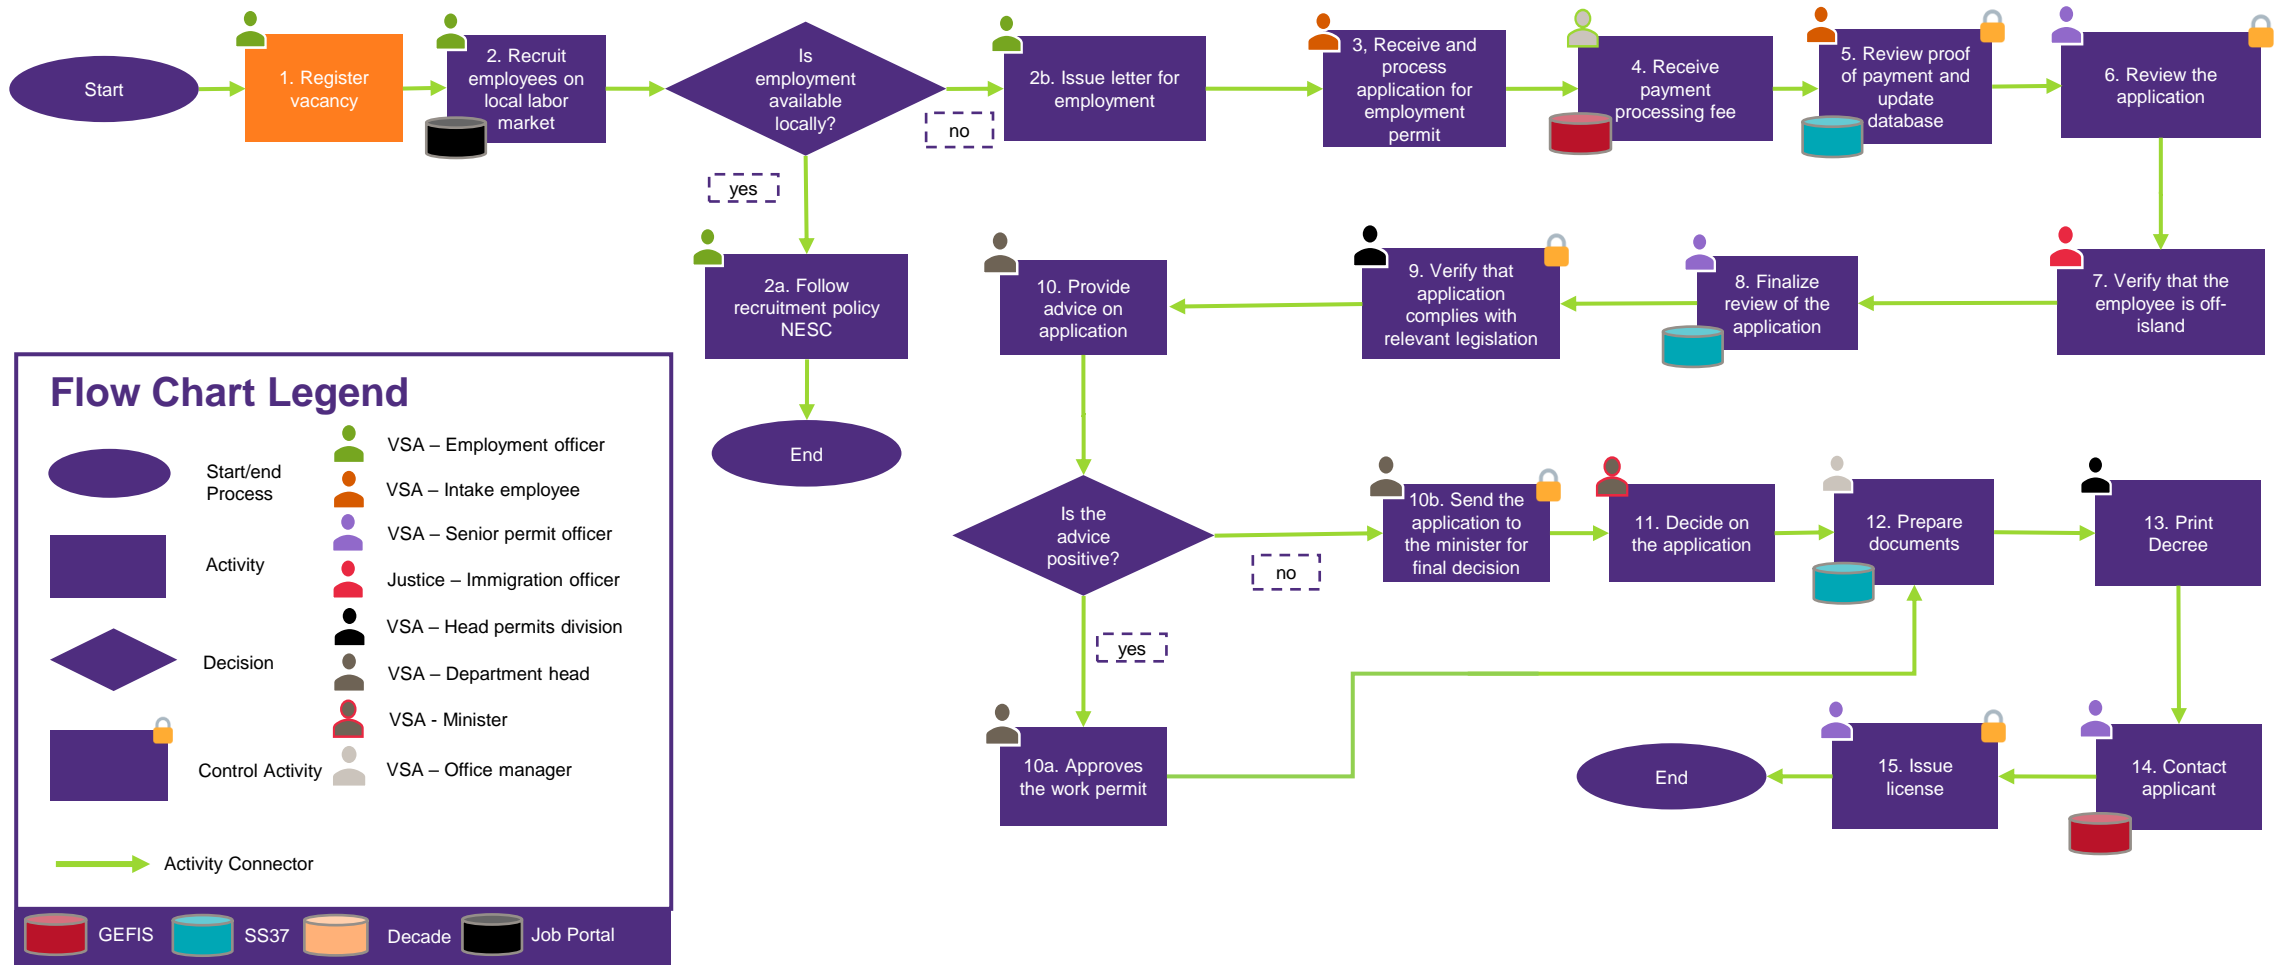 Start
1. Register
vacancy
2. Recruit
employees on
local labor
market
Is
employment
available
locally?
no
2b. Issue letter for
employment
3, Receive and
process
application for
employment
permit
4. Receive
payment
processing fee
5. Review proof
of payment and
update
database
6. Review the
application
yes
2a. Follow
recruitment policy
NESC
End
10. Provide
advice on
application
9. Verify that
application
complies with
relevant legislation
8. Finalize
review of the
application
7. Verify that the
employee is off-
island
Is the
advice
positive?
no
10b. Send the
application to
the minister for
final decision
11. Decide on
the application
12. Prepare
documents
13. Print
Decree
yes
10a. Approves
the work permit
End
15. Issue
license
14. Contact
applicant
Flow Chart Legend
Start/end
Process
Activity
Decision
Control Activity
Activity Connector
VSA – Employment officer
VSA – Intake employee
VSA – Senior permit officer
Justice – Immigration officer
VSA – Head permits division
VSA – Department head
VSA - Minister
VSA – Office manager
GEFIS
SS37
Decade
Job Portal